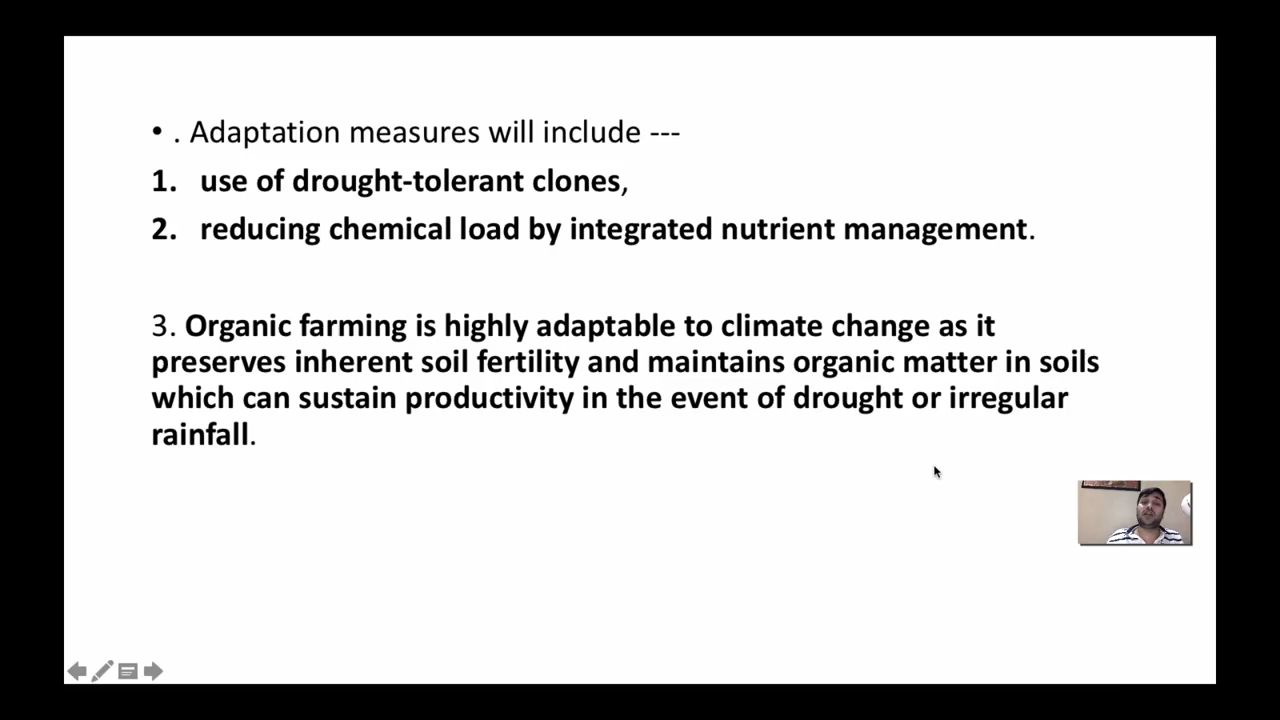 • . Adaptation measures will include ---
1. use of drought-tolerant clones,
2. reducing chemical load by integrated nutrient management.
3. Organic farming is highly adaptable to climate change as it
preserves inherent soil fertility and maintains organic matter in soils
which can sustain productivity in the event of drought or irregular
rainfall.